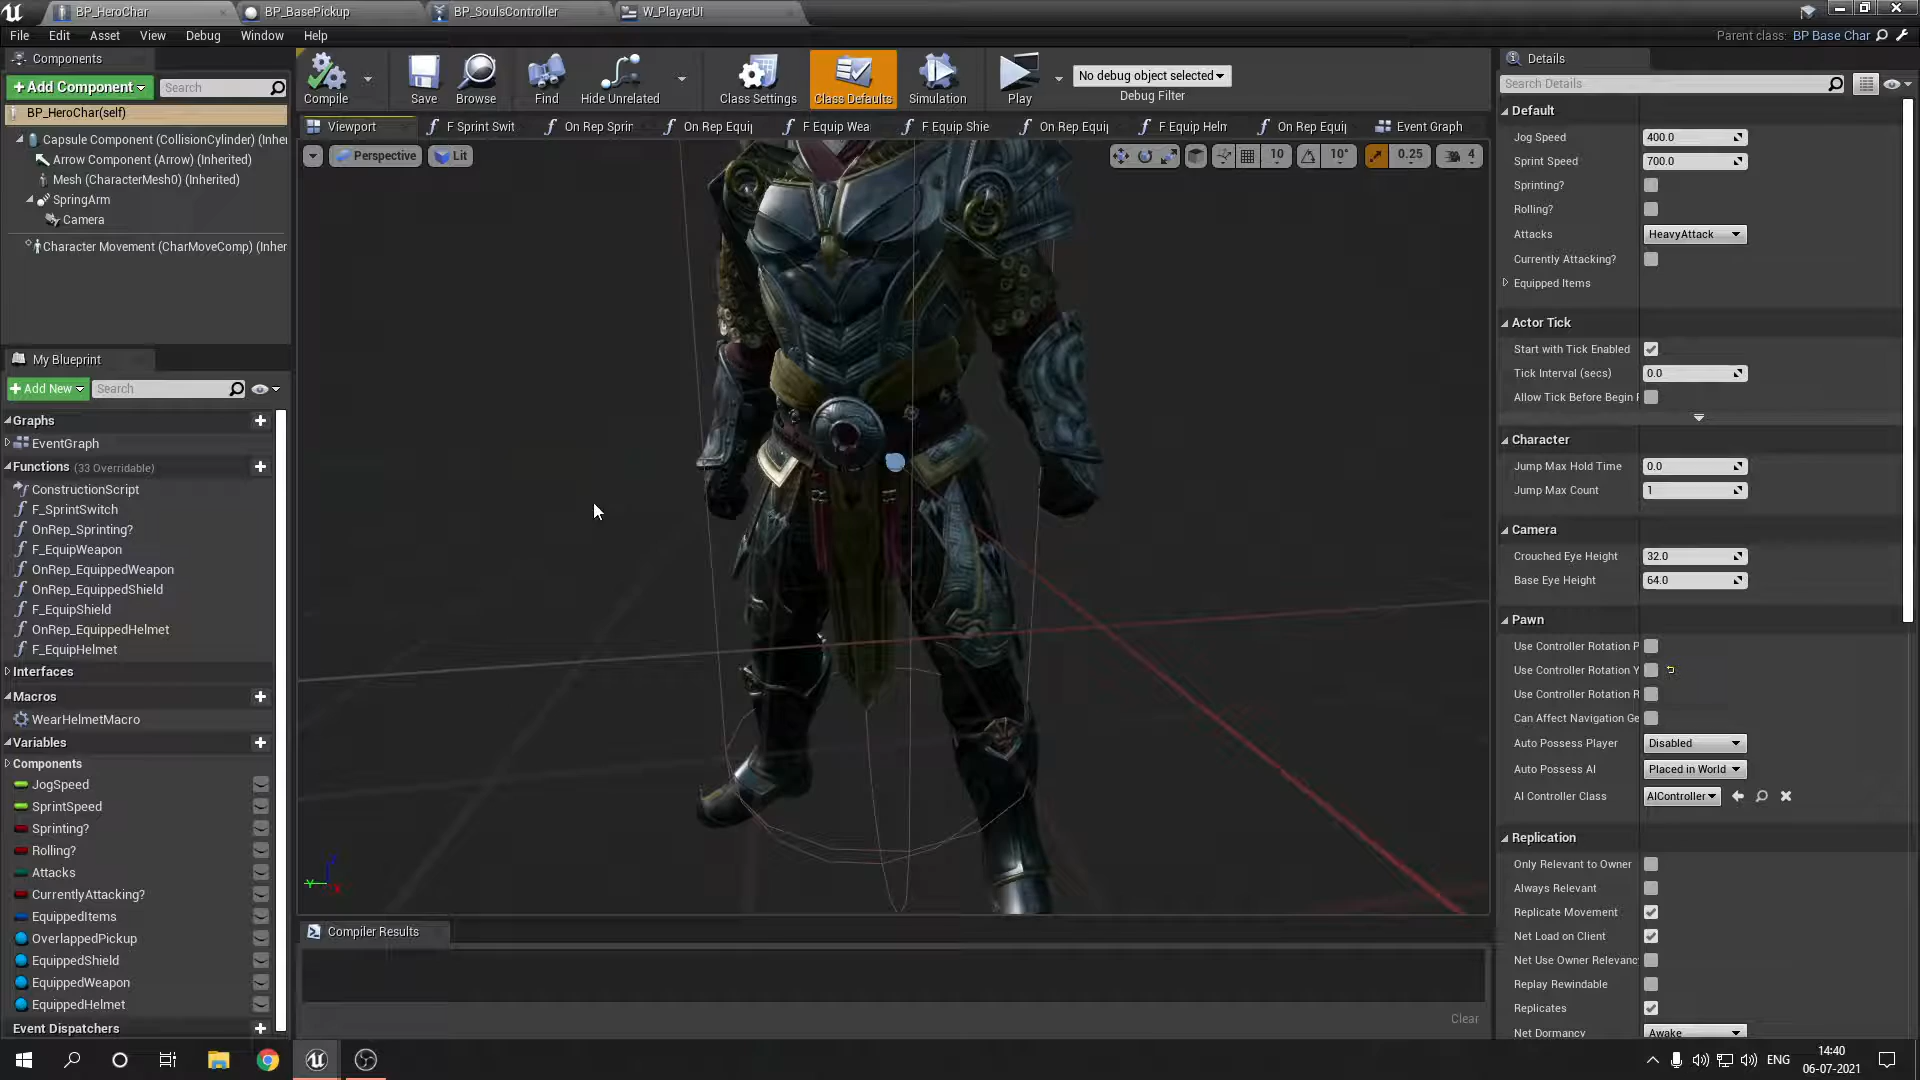 BP_HeroChar
BP_BasePickup
BP_SoulsController
W_PlayerUI
File
Edit
Asset
View
Debug
Window
Help
Parent class:
BP Base Char
Components
+Add Component
Search
BP_HeroChar(self)
Capsule Component (CollisionCylinder) (Inhe
Arrow Component (Arrow) (Inherited)
Mesh (CharacterMesh0) (Inherited)
SpringArm
Camera
Character Movement (CharMoveComp) (Inher
My Blueprint
+Add New
Search
Graphs
EventGraph
Functions (33 Overridable)
ConstructionScript
F_SprintSwitch
OnRep_Sprinting?
F_EquipWeapon
OnRep_EquippedWeapon
OnRep_EquippedShield
F_EquipShield
OnRep_EquippedHelmet
F_EquipHelmet
Interfaces
Macros
WearHelmetMacro
Variables
Components
JogSpeed
SprintSpeed
Sprinting?
Rolling?
Attacks
CurrentlyAttacking?
EquippedItems
OverlappedPickup
EquippedShield
EquippedWeapon
EquippedHelmet
Event Dispatchers
Compile
Save
Browse
Find
Hide Unrelated
Class Settings
Class Defaults
Simulation
Play
No debug object selected
Debug Filter
Viewport
F Sprint Swit
On Rep Sprir
On Rep Equi
F Equip Wea
F Equip Shie
On Rep Equi
F Equip Helm
On Rep Equi
Event Graph
Perspective
Lit
10
10°
0.25
4
Compiler Results
Clear
Details
Search Details
Default
Jog Speed
400.0
Sprint Speed
700.0
Sprinting?
Rolling?
Attacks
HeavyAttack
Currently Attacking?
Equipped Items
Actor Tick
Start with Tick Enabled
Tick Interval (secs)
0.0
Allow Tick Before Begin F
Character
Jump Max Hold Time
0.0
Jump Max Count
1
Camera
Crouched Eye Height
32.0
Base Eye Height
64.0
Pawn
Use Controller Rotation P
Use Controller Rotation Y
Use Controller Rotation R
Can Affect Navigation Ge
Auto Possess Player
Disabled
Auto Possess AI
Placed in World
AI Controller Class
AIController
Replication
Only Relevant to Owner
Always Relevant
Replicate Movement
Net Load on Client
Net Use Owner Relevanc
Replay Rewindable
Replicates
Net Dormancy
Awake
ENG
14:40
06-07-2021